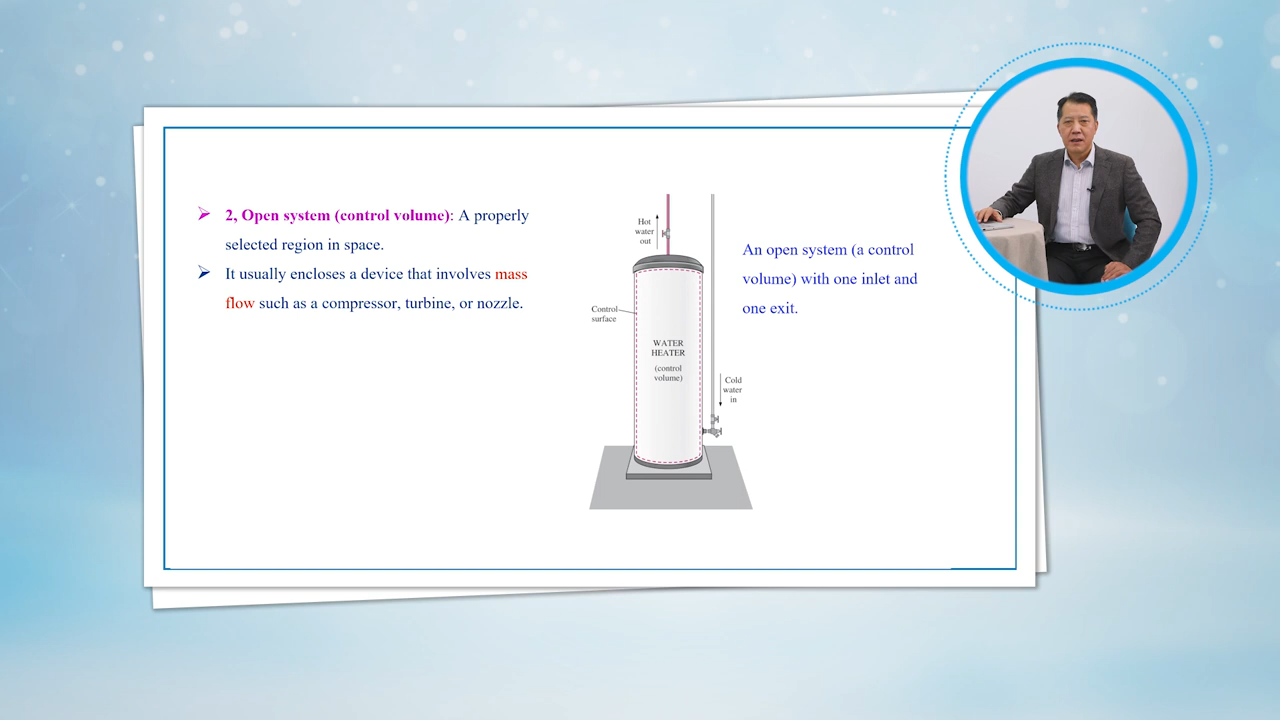 2, Open system (control volume): A properly
selected region in space.
It usually encloses a device that involves mass
flow such as a compressor, turbine, or nozzle.
Hot
water
out
Control
surface
WATER
HEATER
(control
volume)
Cold
water
in
An open system (a control
volume) with one inlet and
one exit.